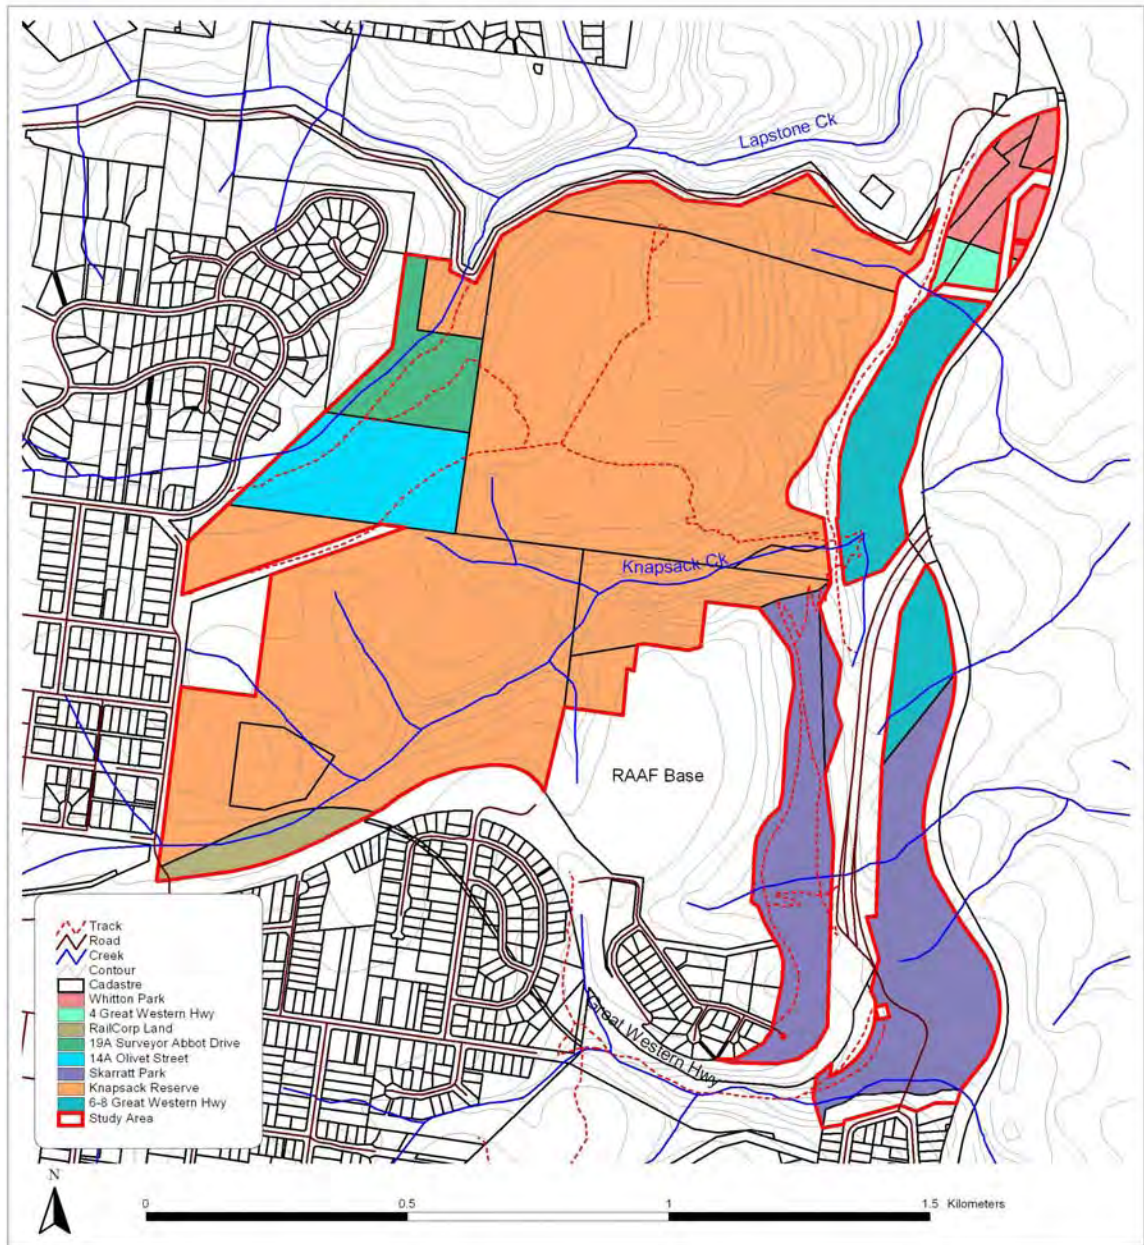 Lapstone Ck
Knapsack Ck
RAAF Base
Great Western Hwy
Track
Road
Creek
Contour
Cadastre
Whitton Park
4 Great Western Hwy
RailCorp Land
19A Surveyor Abbot Drive
14A Olivet Street
Skarratt Park
Knapsack Reserve
6-8 Great Western Hwy
Study Area
N
0 0.5 1 1.5 Kilometers